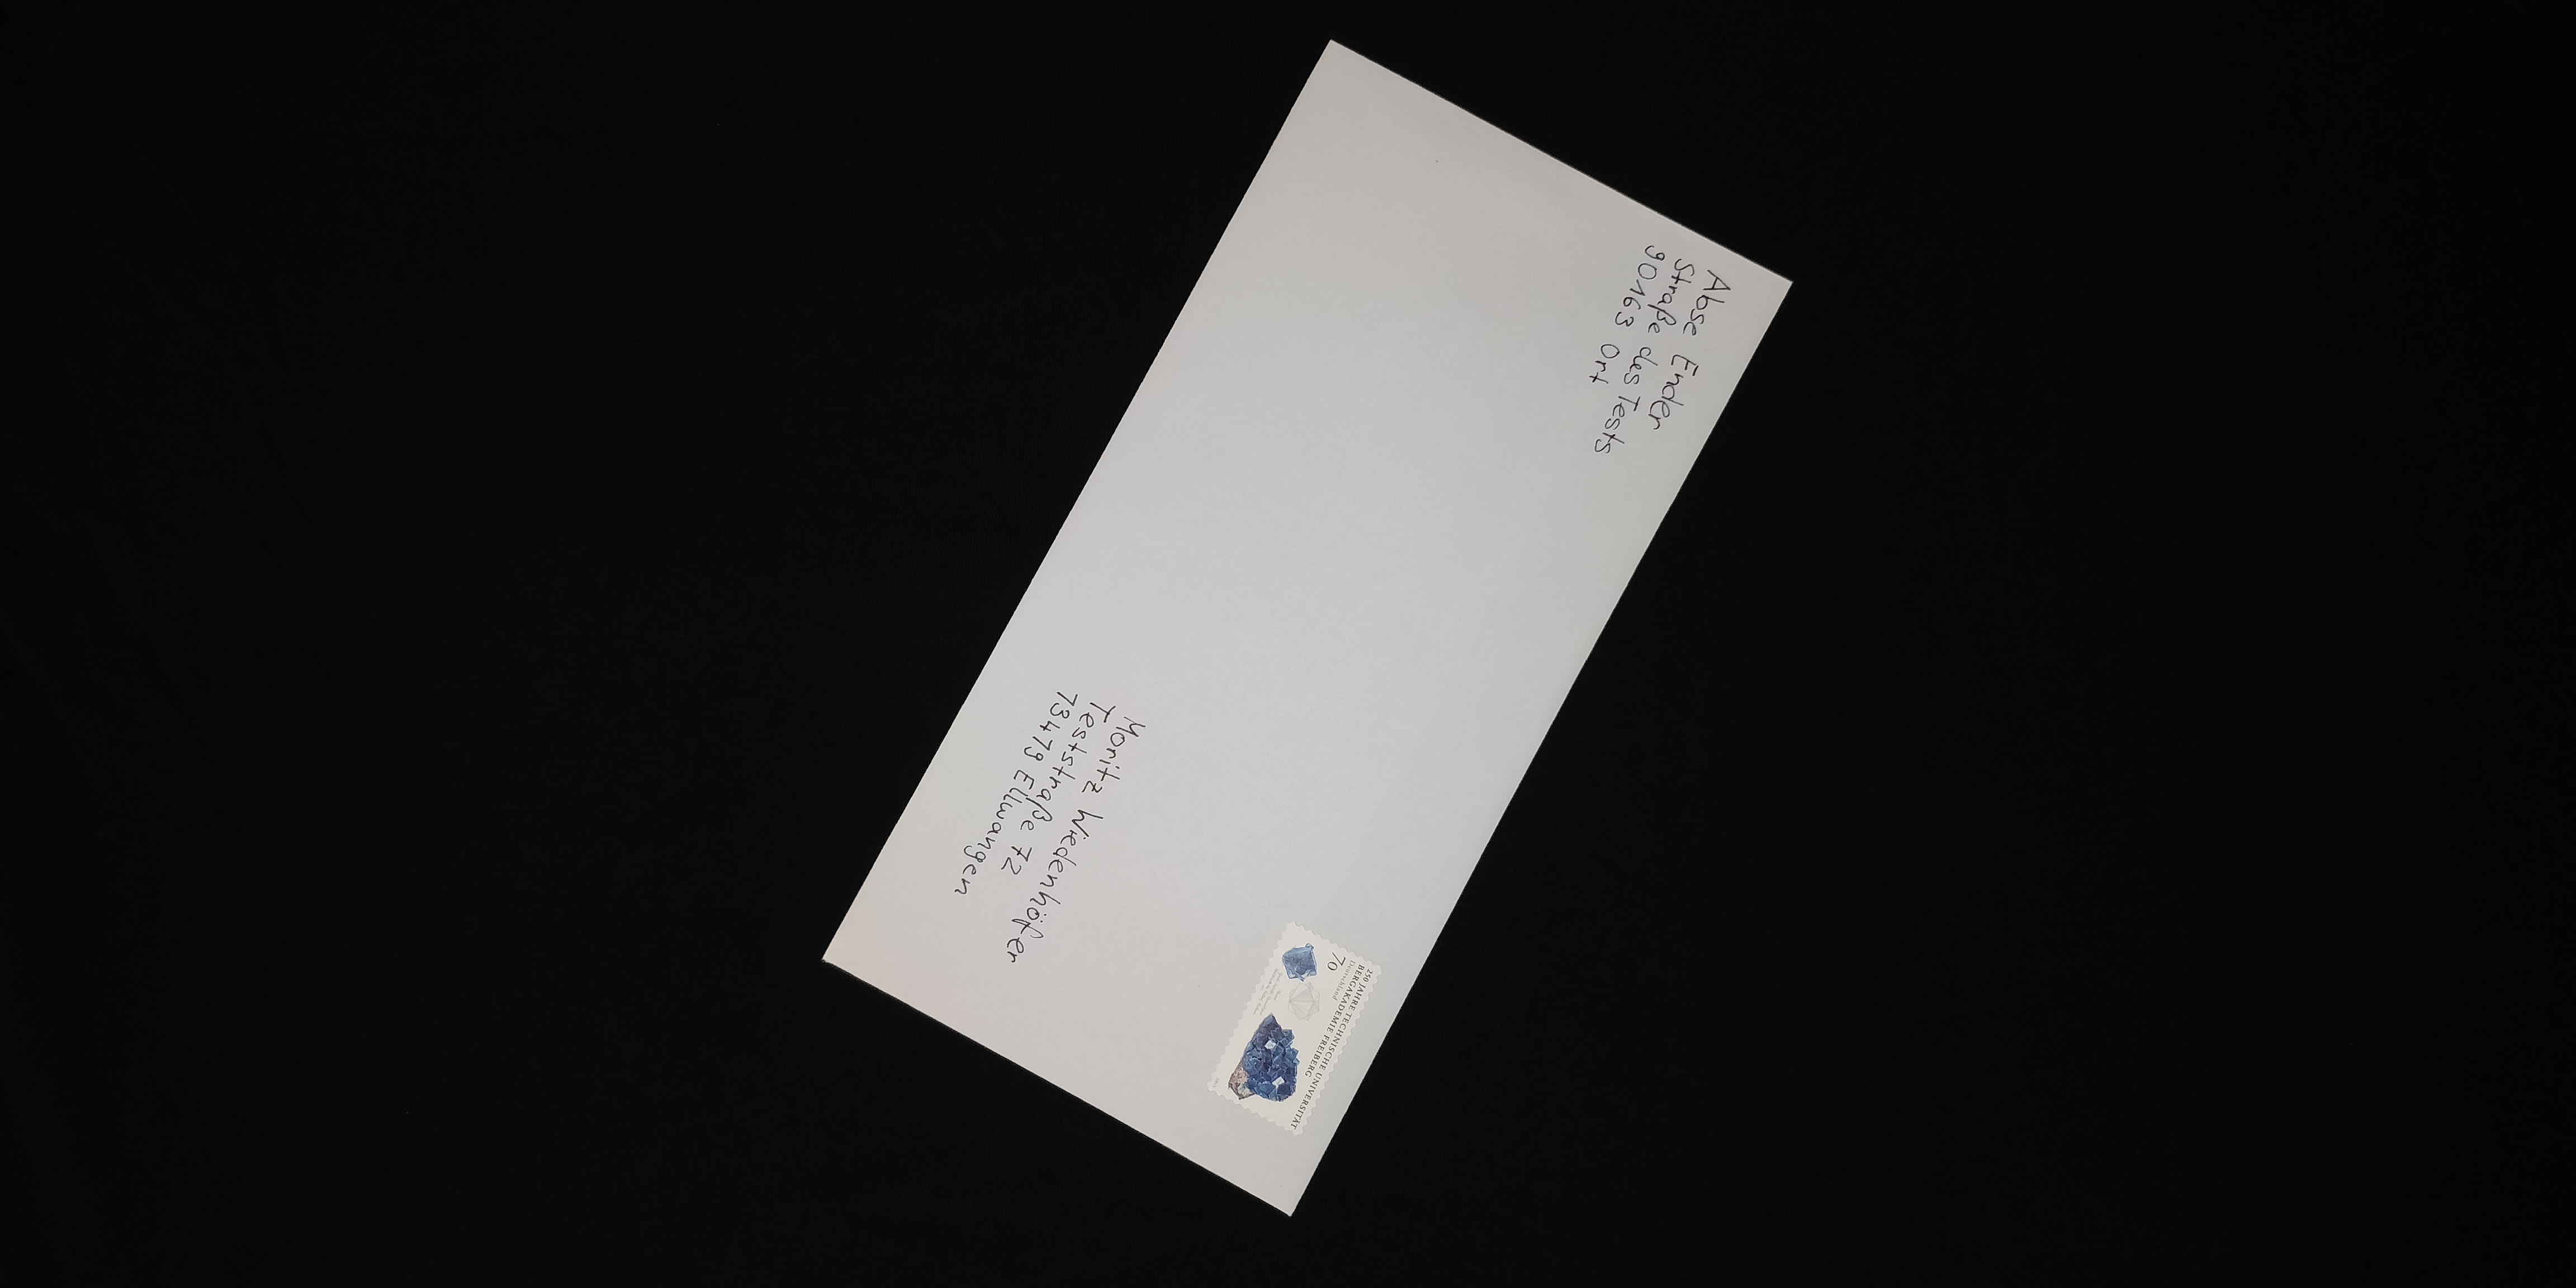 Abse Ender
Straße des Tests
90163 Ort
250 JAHRE TECHNISCHE UNIVERSITÄT
BERGAKADEMIE FREIBERG
Deutschland
70
Moritz Wiedenhöfer
Teststraße 72
73479 Ellwangen